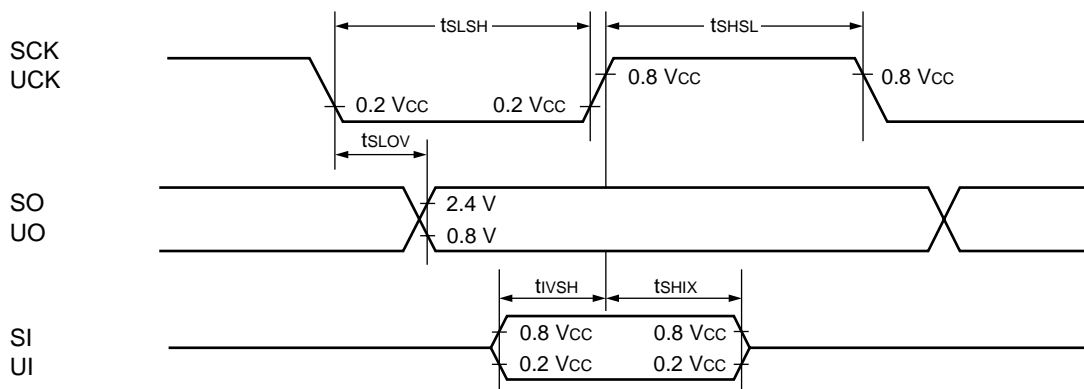 tSLSH tSHSL
SCK
UCK
0.8 VCC 0.8 VCC
0.2 VCC 0.2 VCC
tSLOV
SO
UO
2.4 V
0.8 V
tIVSH tSHIX
SI
UI
0.8 VCC 0.8 VCC
0.2 VCC 0.2 VCC